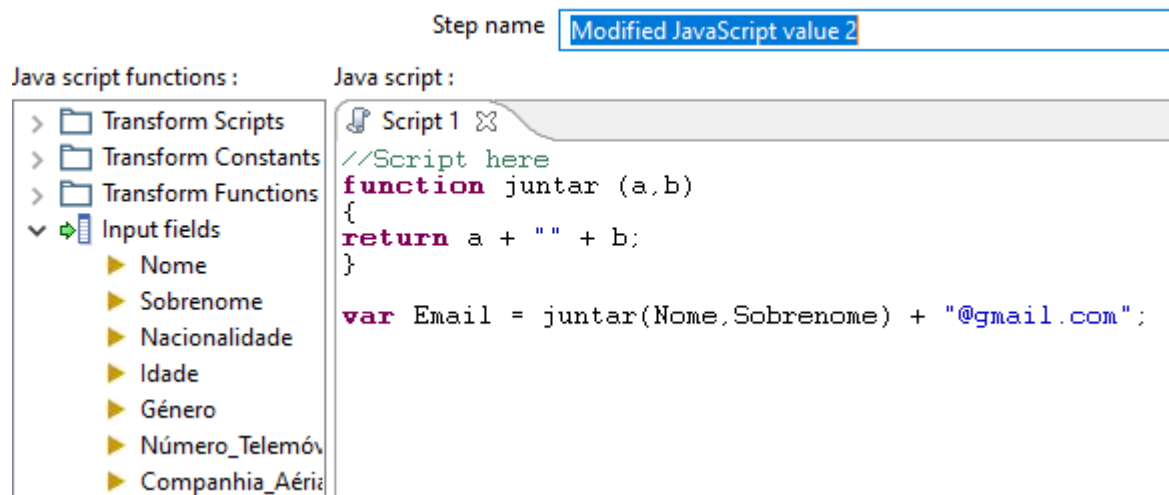 Step name Modified JavaScript value 2
Java script functions :
Java script :
Transform Scripts
Transform Constants
Transform Functions
Input fields
Nome
Sobrenome
Nacionalidade
Idade
Género
Número_Telemóv
Companhia_Aéria
Script 1
//Script here
function juntar (a,b)
{
return a + "" + b;
}
var Email = juntar(Nome,Sobrenome) + "@gmail.com";